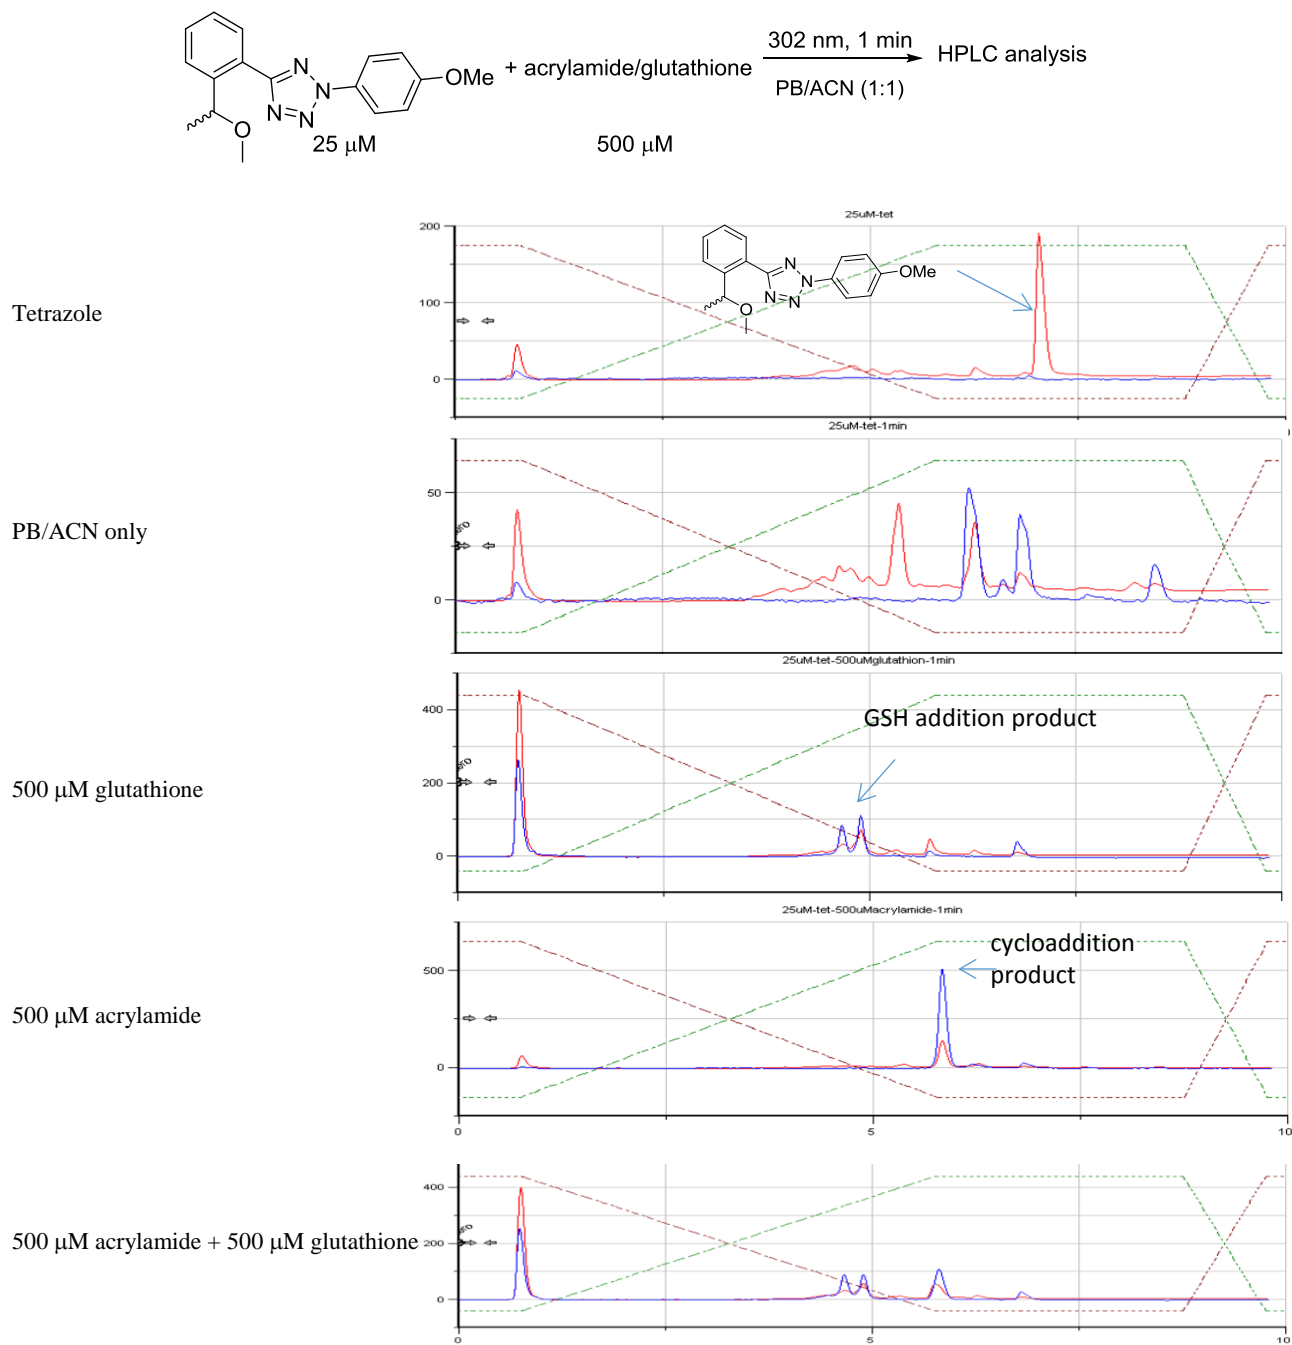 N
N
N
N
O
OMe
+ acrylamide/glutathione
302 nm, 1 min
PB/ACN (1:1)
HPLC analysis
25 μM
500 μM
Tetrazole
25uM-tet
200
100
0
N
N
N
N
O
OMe
PB/ACN only
25uM-tet-1min
50
0
500 μM glutathione
25uM-tet-500uMglutathion-1min
400
200
0
GSH addition product
500 μM acrylamide
25uM-tet-500uMacrylamide-1min
500
0
cycloaddition
product
0
5
10
500 μM acrylamide + 500 μM glutathione
400
200
0
0
5
10